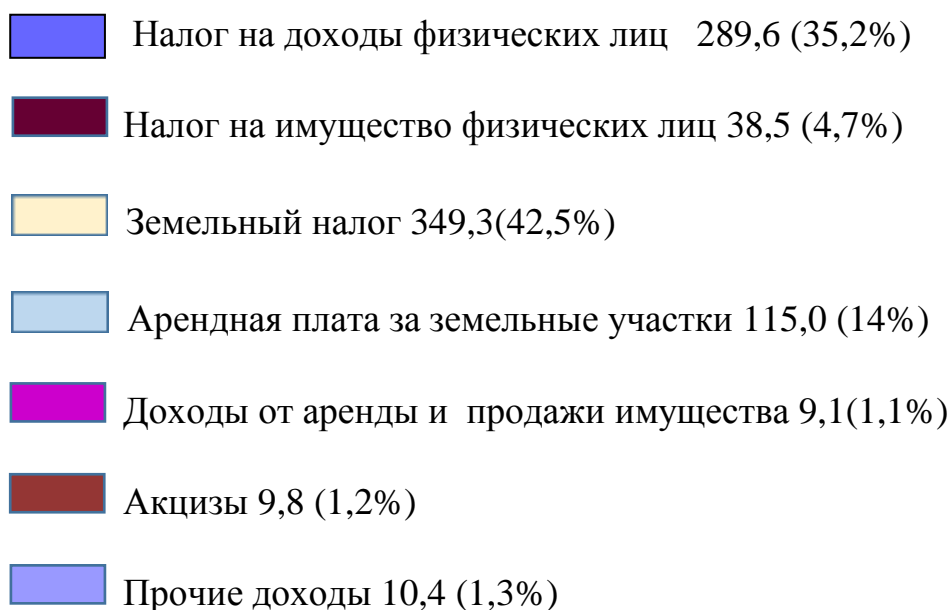 Налог на доходы физических лиц 289,6 (35,2%)
Налог на имущество физических лиц 38,5 (4,7%)
Земельный налог 349,3(42,5%)
Арендная плата за земельные участки 115,0 (14%)
Доходы от аренды и продажи имущества 9,1(1,1%)
Акцизы 9,8 (1,2%)
Прочие доходы 10,4 (1,3%)